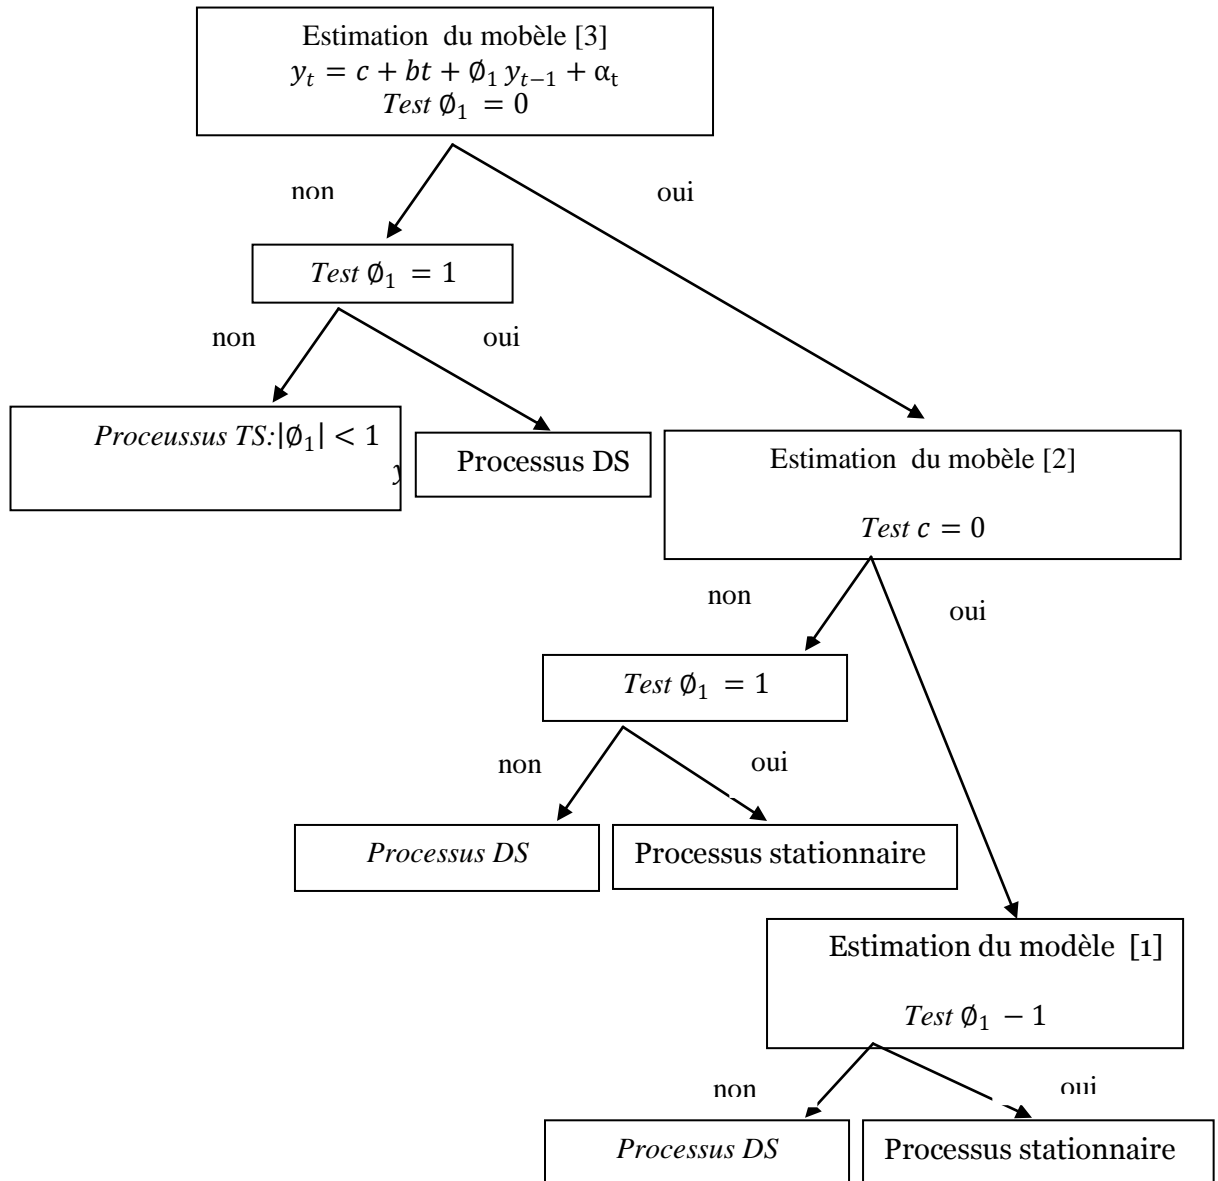 Estimation du mobèle [3]
y_t = c + bt + ∅_1 y_{t−1} + α_t
Test ∅_1 = 0
non
oui
Test ∅_1 = 1
non
oui
Proceussus TS:|∅_1| < 1
y
Processus DS
Estimation du mobèle [2]
Test c = 0
non
oui
Test ∅_1 = 1
non
oui
Processus DS
Processus stationnaire
Estimation du modèle [1]
Test ∅_1 − 1
non
oui
Processus DS
Processus stationnaire